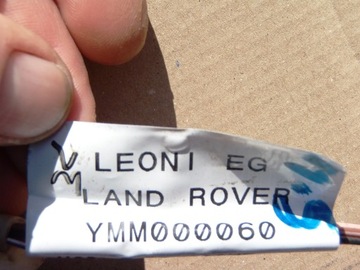 LEONI EG
LAND ROVER
YMM000060